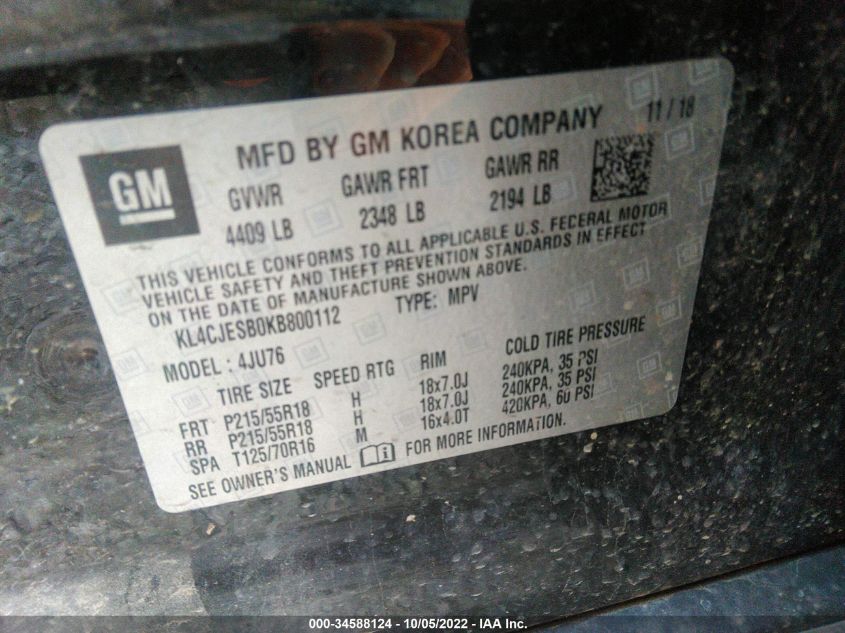 GM
MFD BY GM KOREA COMPANY 11 / 18
GVWR GAWR FRT GAWR RR
4409 LB 2348 LB 2194 LB
THIS VEHICLE CONFORMS TO ALL APPLICABLE U.S. FEDERAL MOTOR
VEHICLE SAFETY AND THEFT PREVENTION STANDARDS IN EFFECT
ON THE DATE OF MANUFACTURE SHOWN ABOVE.
KL4CJESB0KB800112 TYPE: MPV
MODEL : 4JU76
TIRE SIZE SPEED RTG RIM COLD TIRE PRESSURE
FRT P215/55R18 H 18x7.0J 240KPA, 35 PSI
RR P215/55R18 H 18x7.0J 240KPA, 35 PSI
SPA T125/70R16 M 16x4.0T 420KPA, 60 PSI
SEE OWNER'S MANUAL FOR MORE INFORMATION.
000-34588124 - 10/05/2022 - IAA Inc.